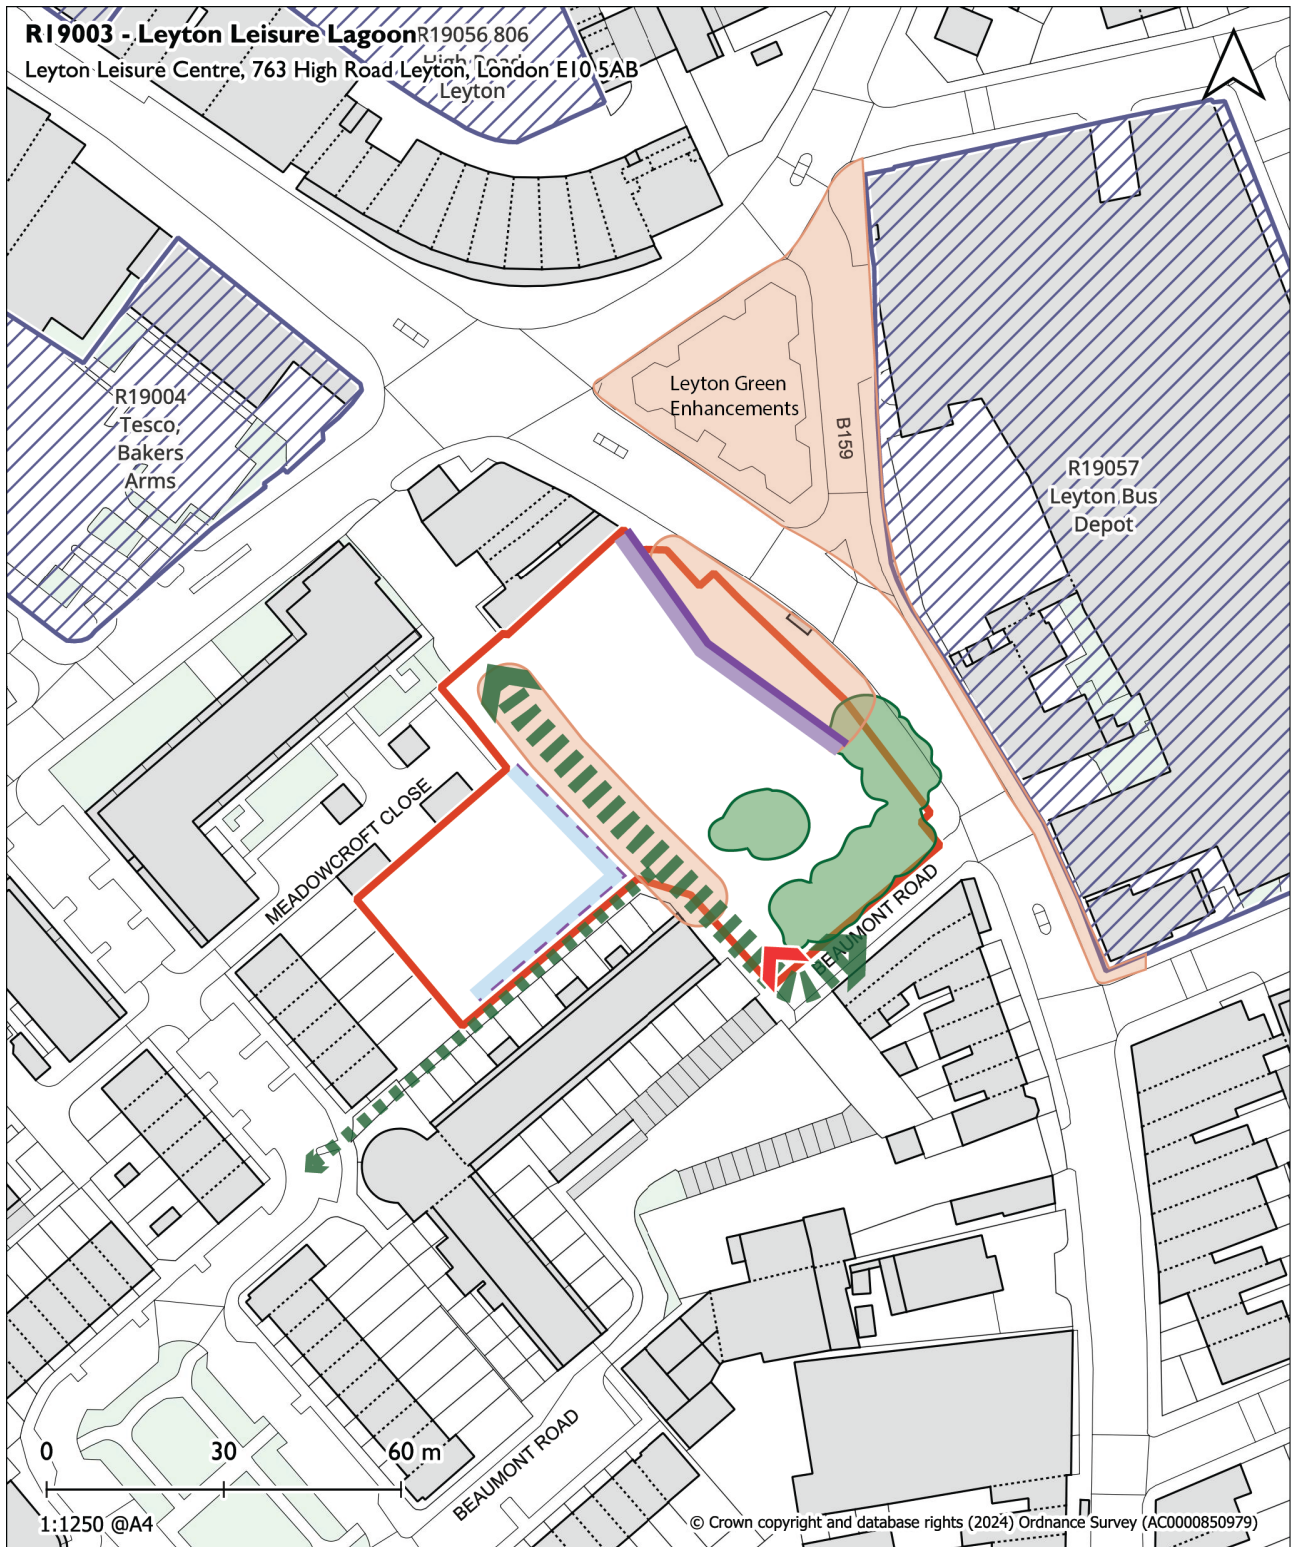 R19003 - Leyton Leisure Lagoon
Leyton Leisure Centre, 763 High Road Leyton, London E10 5AB
R19056 806
High Road
Leyton
R19004
Tesco,
Bakers
Arms
Leyton Green
Enhancements
B159
R19057
Leyton Bus
Depot
MEADOWCROFT CLOSE
BEAUMONT ROAD
BEAUMONT ROAD
0 30 60 m
1:1250 @A4
© Crown copyright and database rights (2024) Ordnance Survey (AC0000850979)